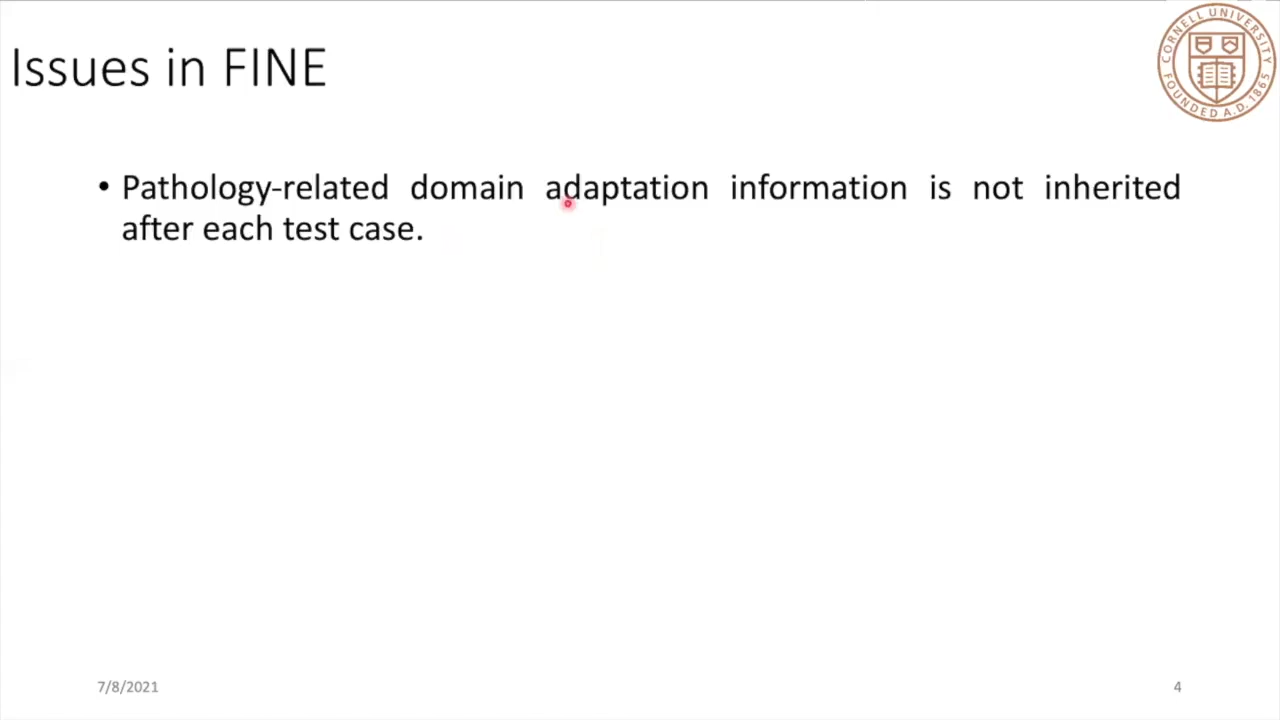 Issues in FINE
CORNELL UNIVERSITY
FOUNDED A.D. 1865
• Pathology-related domain adaptation information is not inherited
after each test case.
7/8/2021
4